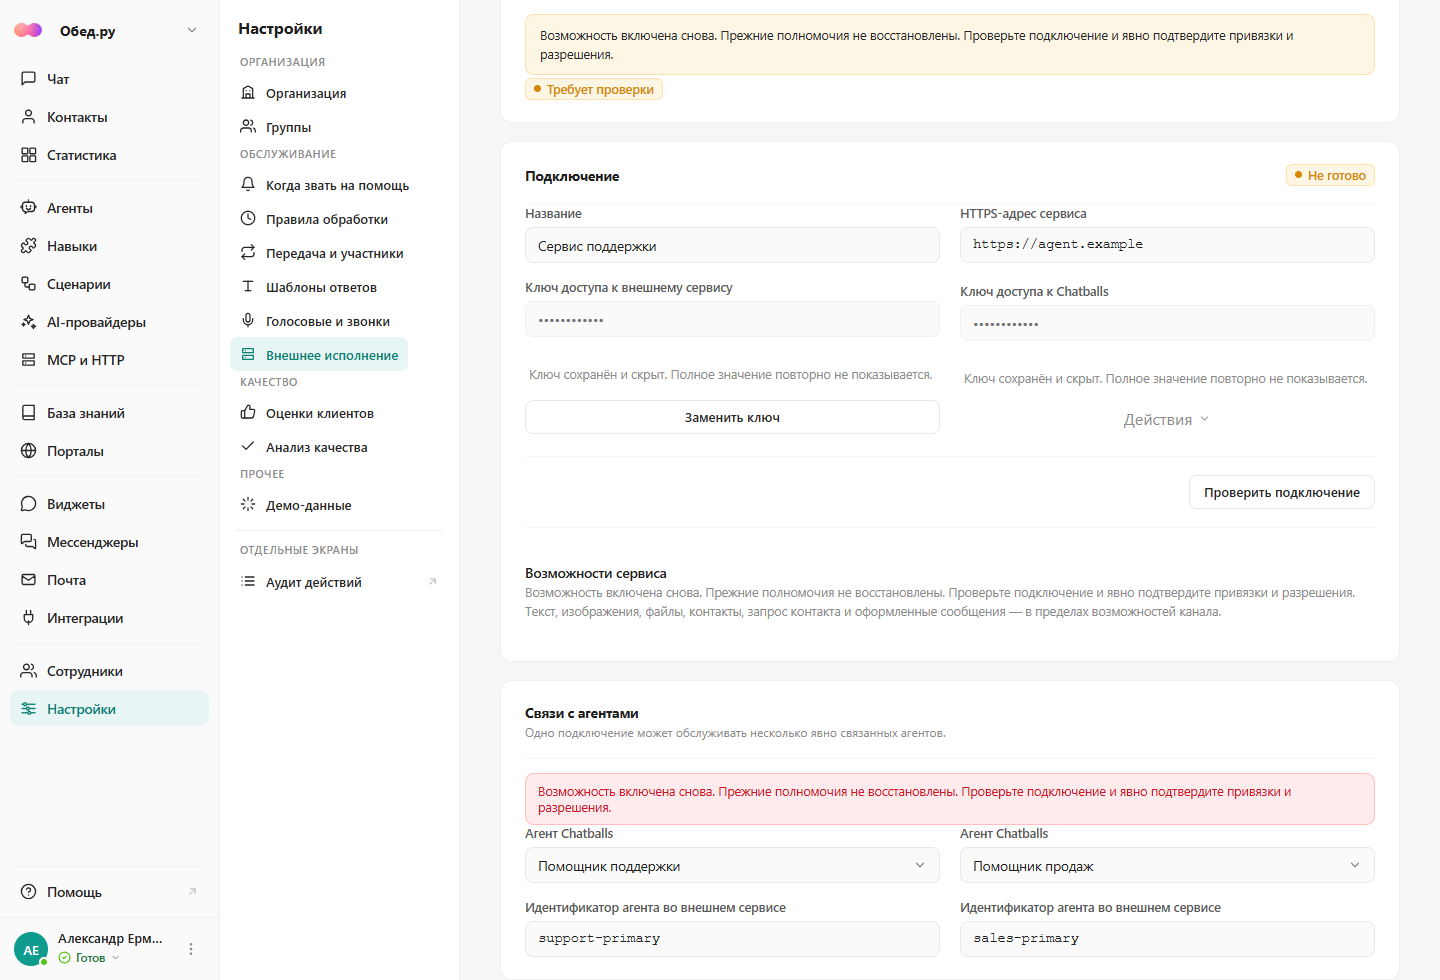 Обед.ру
Чат
Контакты
Статистика
Агенты
Навыки
Сценарии
AI-провайдеры
MCP и HTTP
База знаний
Порталы
Виджеты
Мессенджеры
Почта
Интеграции
Сотрудники
Настройки
Помощь
AE
Александр Ерм...
Готов
Настройки
ОРГАНИЗАЦИЯ
Организация
Группы
ОБСЛУЖИВАНИЕ
Когда звать на помощь
Правила обработки
Передача и участники
Шаблоны ответов
Голосовые и звонки
Внешнее исполнение
КАЧЕСТВО
Оценки клиентов
Анализ качества
ПРОЧЕЕ
Демо-данные
ОТДЕЛЬНЫЕ ЭКРАНЫ
Аудит действий
Возможность включена снова. Прежние полномочия не восстановлены. Проверьте подключение и явно подтвердите привязки и
разрешения.
Требует проверки
Подключение
Не готово
Название
HTTPS-адрес сервиса
Сервис поддержки
https://agent.example
Ключ доступа к внешнему сервису
Ключ доступа к Chatballs
••••••••••••
••••••••••••
Ключ сохранён и скрыт. Полное значение повторно не показывается.
Ключ сохранён и скрыт. Полное значение повторно не показывается.
Заменить ключ
Действия
Проверить подключение
Возможности сервиса
Возможность включена снова. Прежние полномочия не восстановлены. Проверьте подключение и явно подтвердите привязки и разрешения.
Текст, изображения, файлы, контакты, запрос контакта и оформленные сообщения — в пределах возможностей канала.
Связи с агентами
Одно подключение может обслуживать несколько явно связанных агентов.
Возможность включена снова. Прежние полномочия не восстановлены. Проверьте подключение и явно подтвердите привязки и
разрешения.
Агент Chatballs
Агент Chatballs
Помощник поддержки
Помощник продаж
Идентификатор агента во внешнем сервисе
Идентификатор агента во внешнем сервисе
support-primary
sales-primary